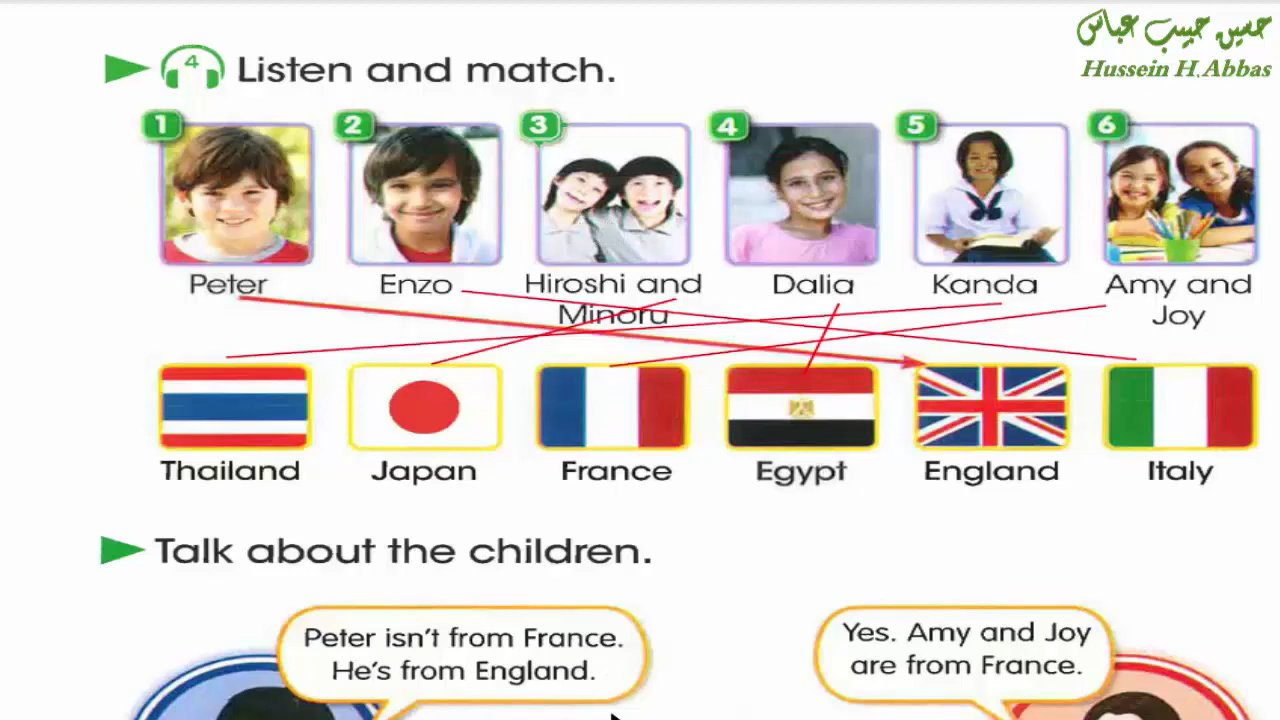 حسين حبيب عباس
Hussein H.Abbas
4 Listen and match.
1 2 3 4 5 6
Peter Enzo Hiroshi and Minoru Dalia Kanda Amy and Joy
Thailand Japan France Egypt England Italy
Talk about the children.
Peter isn't from France.
He's from England.
Yes. Amy and Joy
are from France.